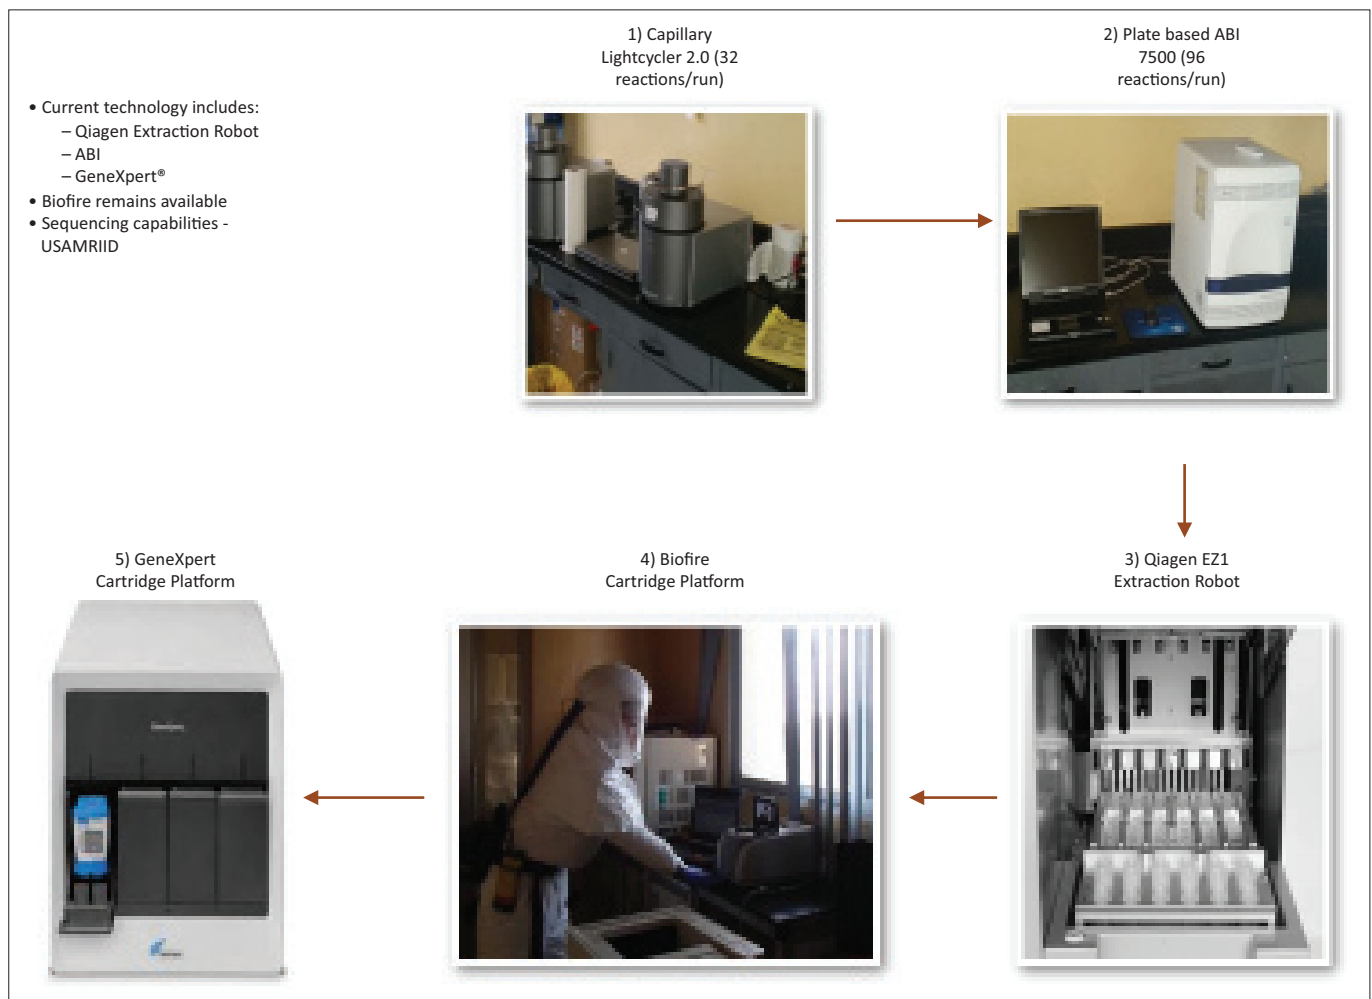 1) Capillary
Lightcycler 2.0 (32
reactions/run)
2) Plate based ABI
7500 (96
reactions/run)
• Current technology includes:
– Qiagen Extraction Robot
– ABI
– GeneXpert®
• Biofire remains available
• Sequencing capabilities -
USAMRIID
5) GeneXpert
Cartridge Platform
4) Biofire
Cartridge Platform
3) Qiagen EZ1
Extraction Robot